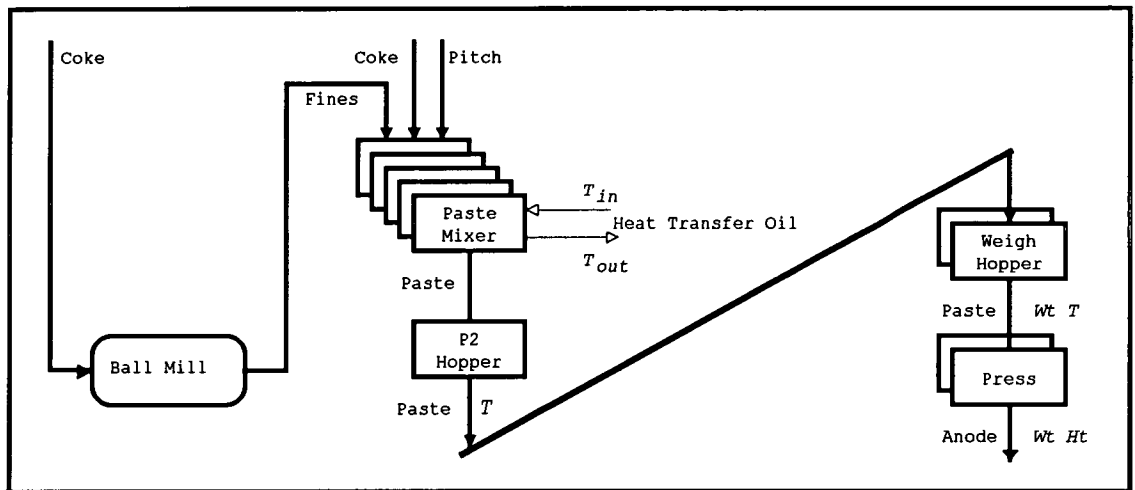 Coke
Coke
Pitch
Fines
Paste
Mixer
T_in
Heat Transfer Oil
T_out
Weigh
Hopper
Paste
Paste Wt T
P2
Hopper
Ball Mill
Press
Paste T
Anode Wt Ht